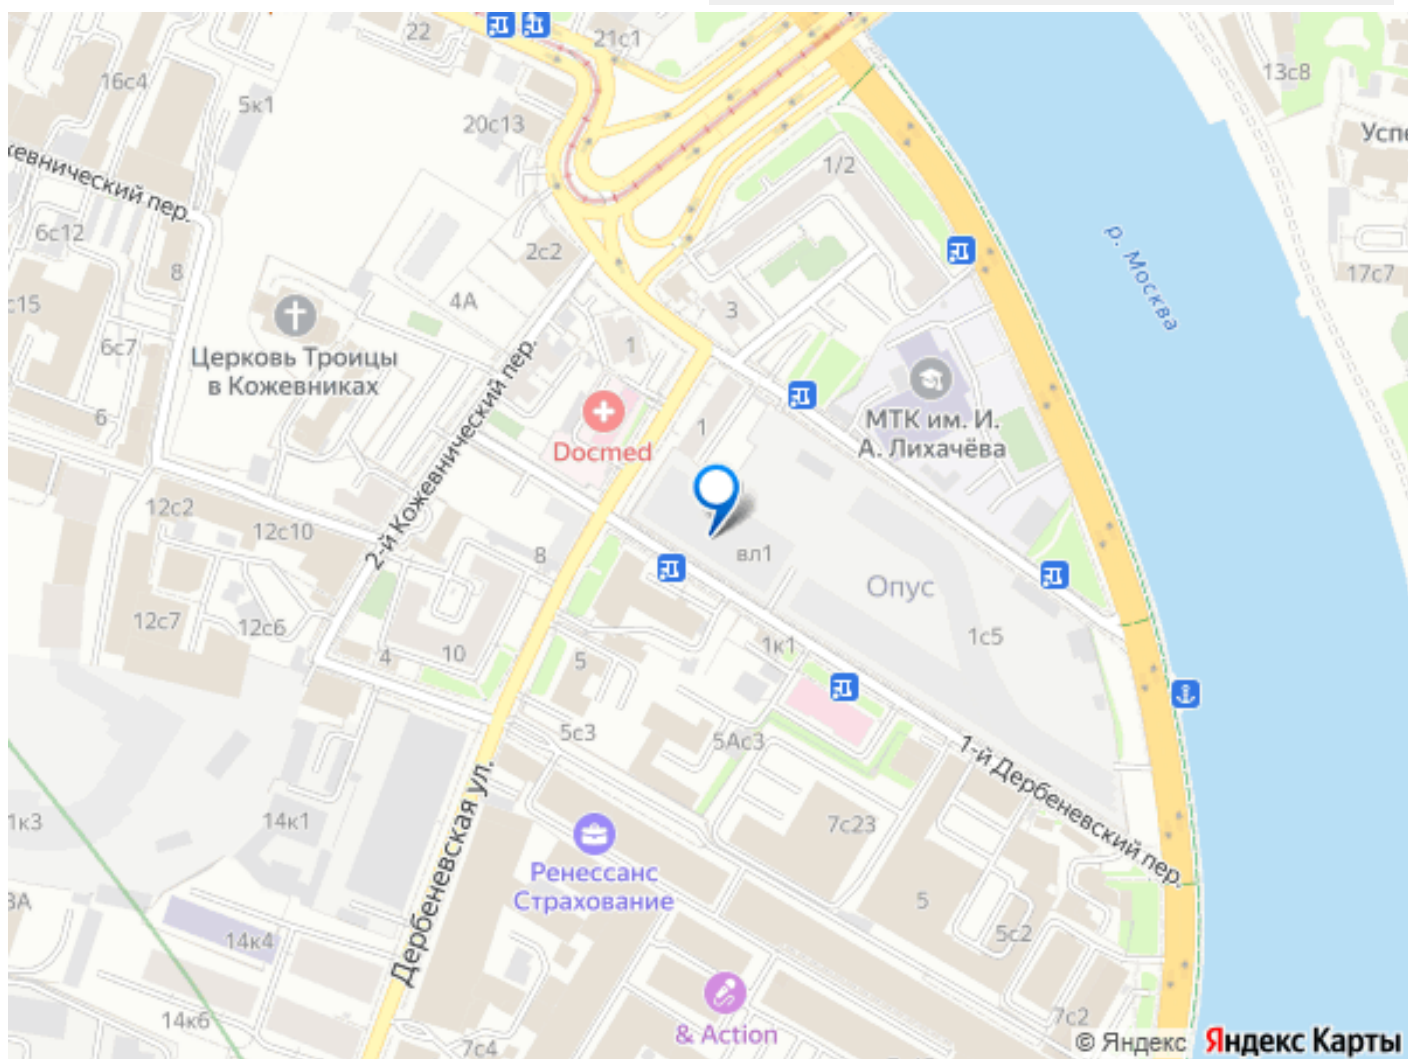 22
21с1
13с8
16с4
5к1
20с13
Успе
1/2
жевнический пер.
6с12
2с2
р. Москва
8
17с7
с15
4А
3
6с7
1
Церковь Троицы
в Кожевниках
2-й Кожевнический пер.
МТК им. И.
А. Лихачёва
6
1
Docmed
12с2
12с10
8
вл1
Опус
12с7
12с6
1с5
4
10
5
1к1
5с3
5Ас3
1-й Дербеневский пер.
1к3
14к1
7с23
Дербеневская ул.
Ренессанс
Страхование
3А
5
14к4
5с2
14к6
7с2
& Action
7с4
© Яндекс Яндекс Карты